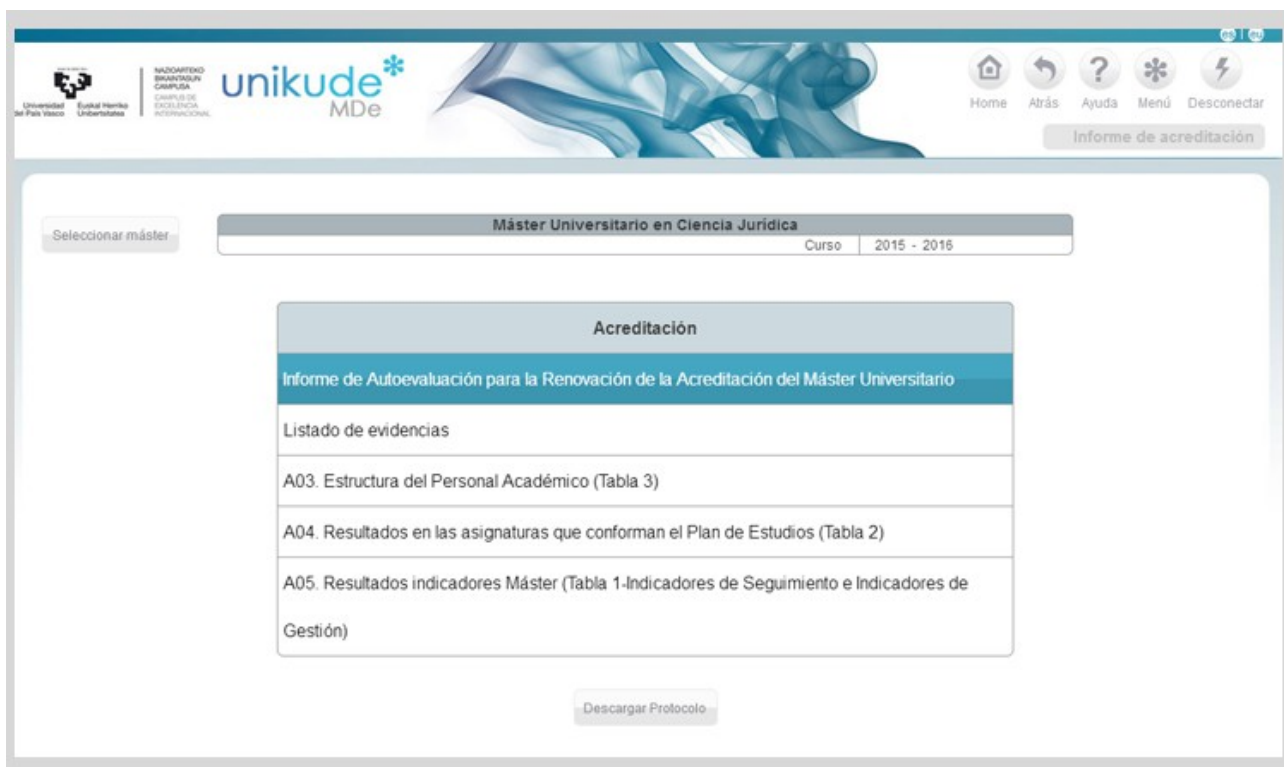 es | eu
Universidad del País Vasco
Euskal Herriko Unibertsitatea
NAZIOARTEKO
BIKAINTASUN
CAMPUSA
CAMPUS DE
EXCELENCIA
INTERNACIONAL
unikude*
MDe
Home Atrás Ayuda Menú Desconectar
Informe de acreditación
Seleccionar máster
Máster Universitario en Ciencia Jurídica
Curso 2015 - 2016
Acreditación
Informe de Autoevaluación para la Renovación de la Acreditación del Máster Universitario
Listado de evidencias
A03. Estructura del Personal Académico (Tabla 3)
A04. Resultados en las asignaturas que conforman el Plan de Estudios (Tabla 2)
A05. Resultados indicadores Máster (Tabla 1-Indicadores de Seguimiento e Indicadores de
Gestión)
Descargar Protocolo